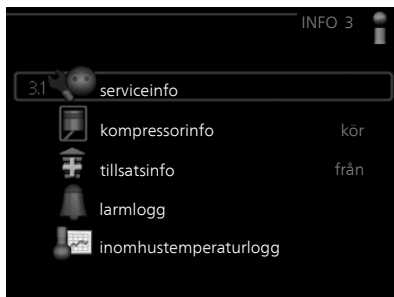 INFO 3
3.1 serviceinfo
kompressorinfo kör
tillsatsinfo från
larmlogg
inomhustemperaturlogg